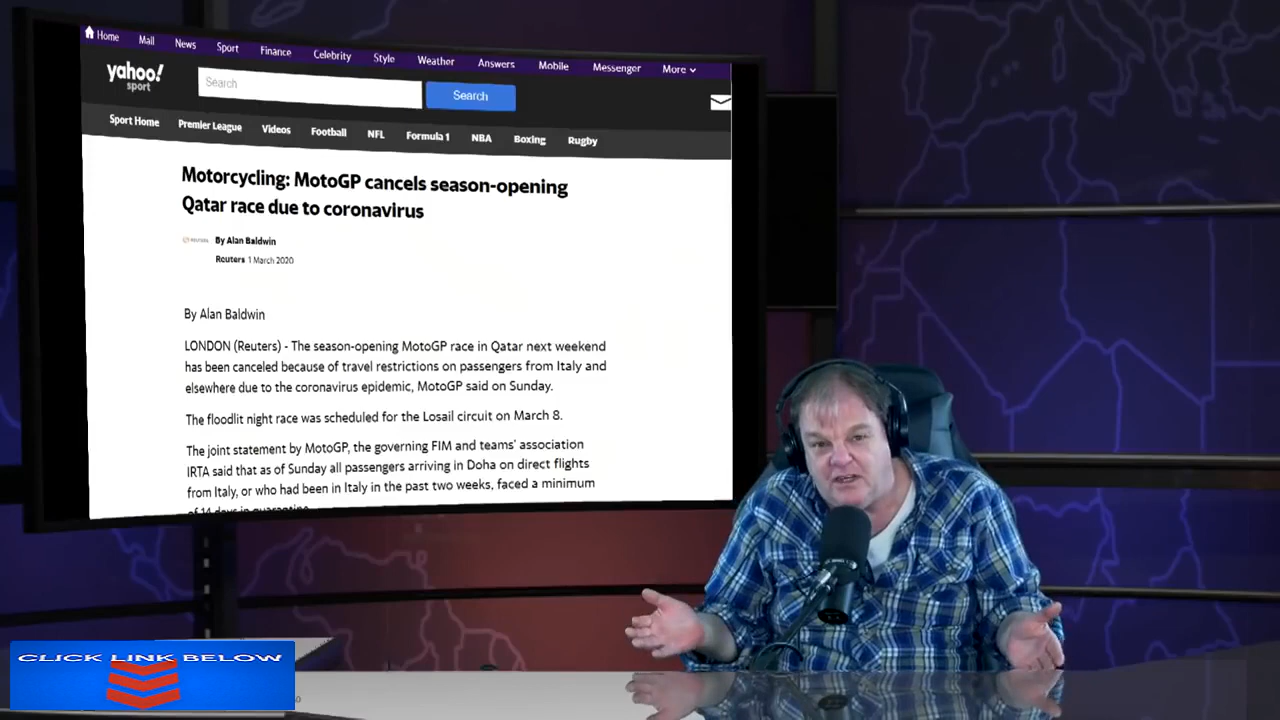 Home Mail News Sport Finance Celebrity Style Weather Answers Mobile Messenger More
yahoo!
sport
Search
Search
Sport Home Premier League Videos Football NFL Formula 1 NBA Boxing Rugby
Motorcycling: MotoGP cancels season-opening
Qatar race due to coronavirus
By Alan Baldwin
Reuters 1 March 2020
By Alan Baldwin
LONDON (Reuters) - The season-opening MotoGP race in Qatar next weekend
has been canceled because of travel restrictions on passengers from Italy and
elsewhere due to the coronavirus epidemic, MotoGP said on Sunday.
The floodlit night race was scheduled for the Losail circuit on March 8.
The joint statement by MotoGP, the governing FIM and teams' association
IRTA said that as of Sunday all passengers arriving in Doha on direct flights
from Italy, or who had been in Italy in the past two weeks, faced a minimum
of 14 days in quarantine.
CLICK LINK BELOW